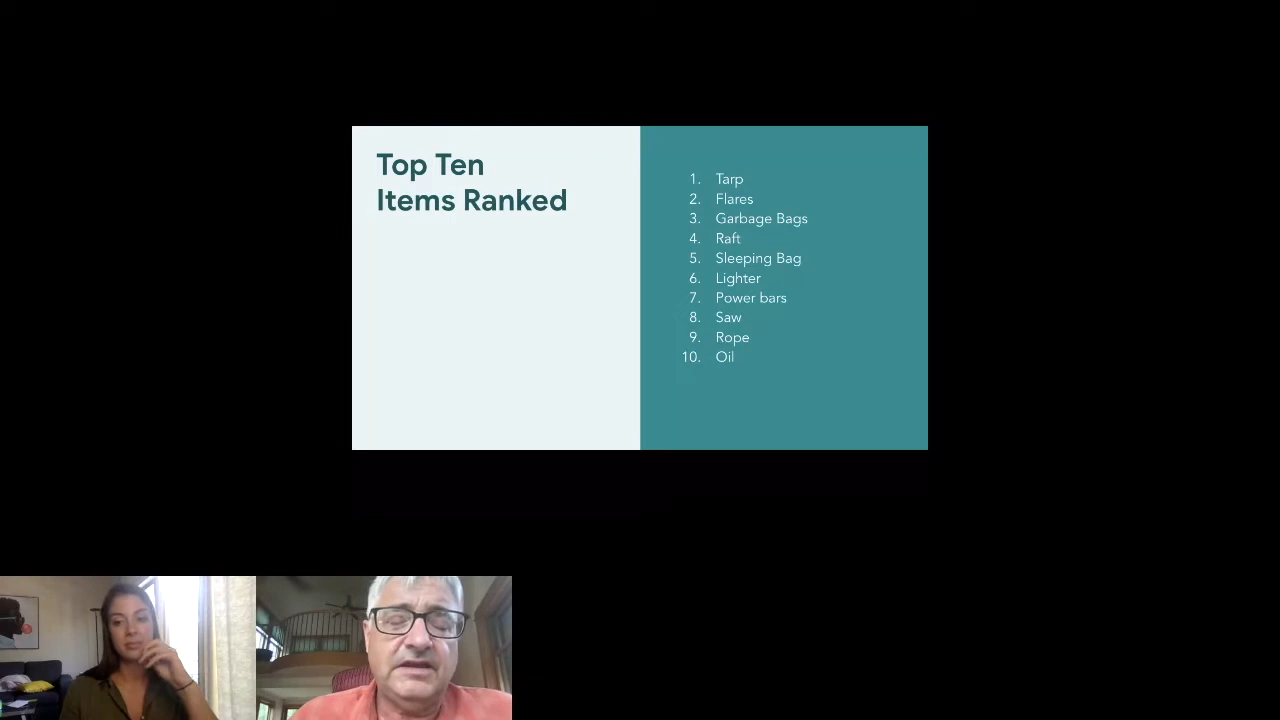 Top Ten
Items Ranked
1. Tarp
2. Flares
3. Garbage Bags
4. Raft
5. Sleeping Bag
6. Lighter
7. Power bars
8. Saw
9. Rope
10. Oil